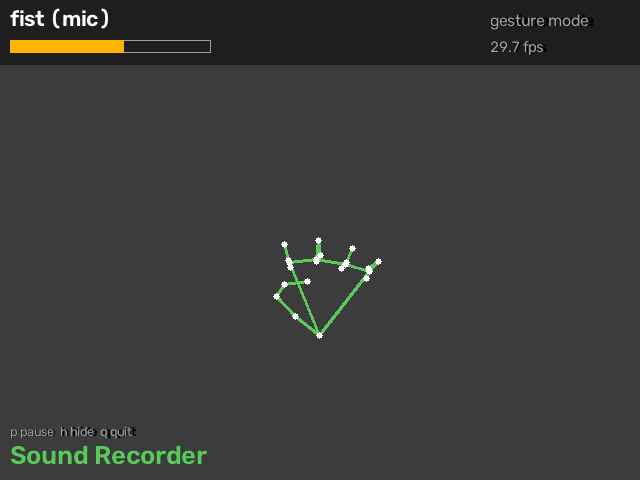 fist (mic)
gesture mode
29.7 fps
p pause  h hide  q quit
Sound Recorder